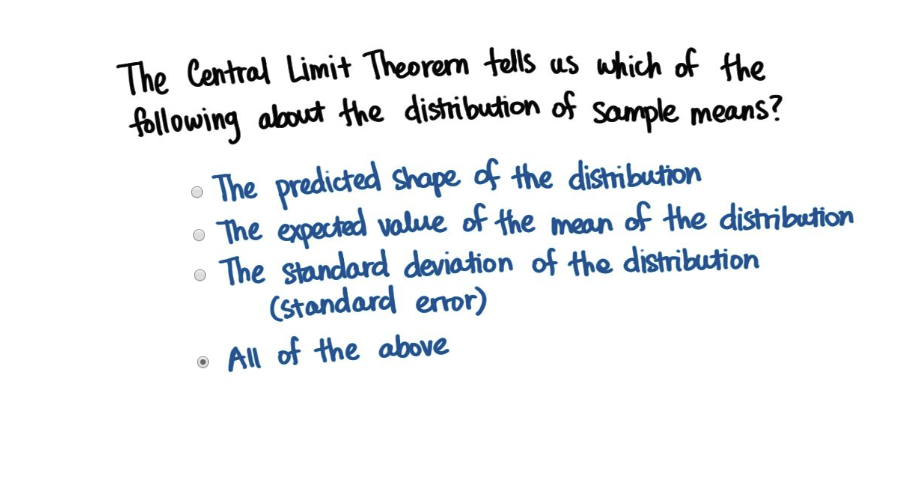 The Central Limit Theorem tells us which of the
following about the distribution of sample means?
The predicted shape of the distribution
The expected value of the mean of the distribution
The standard deviation of the distribution
(standard error)
All of the above